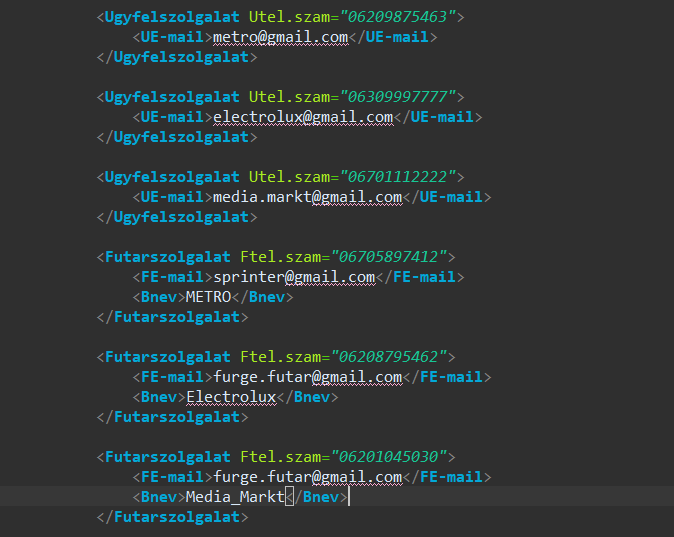 <Ugyfelszolgalat Utel.szam="06209875463">
<UE-mail>metro@gmail.com</UE-mail>
</Ugyfelszolgalat>
<Ugyfelszolgalat Utel.szam="06309997777">
<UE-mail>electrolux@gmail.com</UE-mail>
</Ugyfelszolgalat>
<Ugyfelszolgalat Utel.szam="06701112222">
<UE-mail>media.markt@gmail.com</UE-mail>
</Ugyfelszolgalat>
<Futarszolgalat Ftel.szam="06705897412">
<FE-mail>sprinter@gmail.com</FE-mail>
<Bnev>METRO</Bnev>
</Futarszolgalat>
<Futarszolgalat Ftel.szam="06208795462">
<FE-mail>furge.futar@gmail.com</FE-mail>
<Bnev>Electrolux</Bnev>
</Futarszolgalat>
<Futarszolgalat Ftel.szam="06201045030">
<FE-mail>furge.futar@gmail.com</FE-mail>
<Bnev>Media_Markt</Bnev>
</Futarszolgalat>